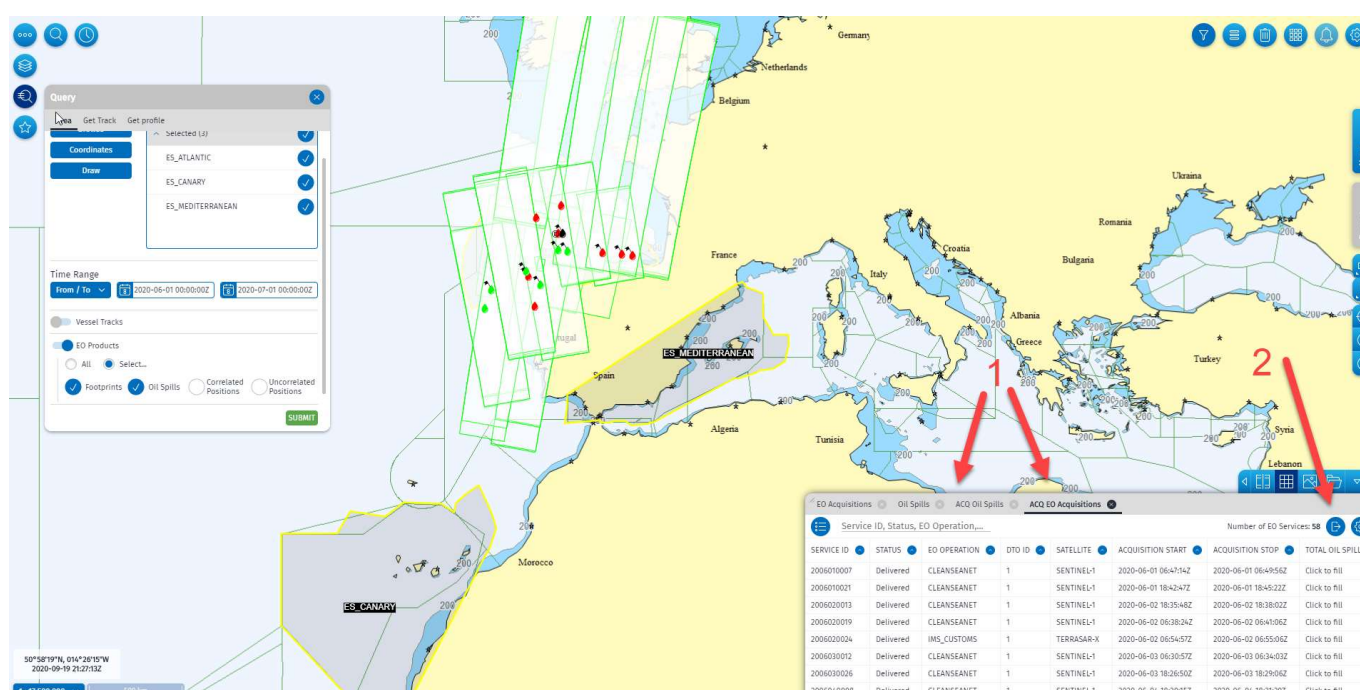 200
Germany
Netherlands
Belgium
Query
Get Track
Get profile
Selected (3)
Coordinates
Draw
ES_ATLANTIC
ES_CANARY
ES_MEDITERRANEAN
Time Range
From / To
2020-06-01 00:00:00Z
2020-07-01 00:00:00Z
Vessel Tracks
EO Products
All
Select...
Footprints
Oil Spills
Correlated Positions
Uncorrelated Positions
SUBMIT
Ukraina
Romania
Croatia
France
Italy
Bulgaria
Albania
Greece
Turkey
1
2
ES_MEDITERRANEAN
Spain
Algeria
Tunisia
Syria
Lebanon
Morocco
ES_CANARY
200
50°58'19"N, 014°26'15"W
2020-09-19 21:27:13Z
EO Acquisitions
Oil Spills
ACQ Oil Spills
ACQ EO Acquisitions
Service ID, Status, EO Operation,...
Number of EO Services: 58
SERVICE ID STATUS EO OPERATION DTO ID SATELLITE ACQUISITION START ACQUISITION STOP TOTAL OIL SPILL
2006010007 Delivered CLEANSEANET 1 SENTINEL-1 2020-06-01 06:47:14Z 2020-06-01 06:49:56Z Click to fill
2006010021 Delivered CLEANSEANET 1 SENTINEL-1 2020-06-01 18:42:47Z 2020-06-01 18:45:22Z Click to fill
2006020013 Delivered CLEANSEANET 1 SENTINEL-1 2020-06-02 18:35:48Z 2020-06-02 18:38:02Z Click to fill
2006020019 Delivered CLEANSEANET 1 SENTINEL-1 2020-06-02 06:38:24Z 2020-06-02 06:41:06Z Click to fill
2006020024 Delivered IMS_CUSTOMS 1 TERRASAR-X 2020-06-02 06:54:57Z 2020-06-02 06:55:06Z Click to fill
2006030012 Delivered CLEANSEANET 1 SENTINEL-1 2020-06-03 06:30:57Z 2020-06-03 06:34:03Z Click to fill
2006030026 Delivered CLEANSEANET 1 SENTINEL-1 2020-06-03 18:26:50Z 2020-06-03 18:29:06Z Click to fill